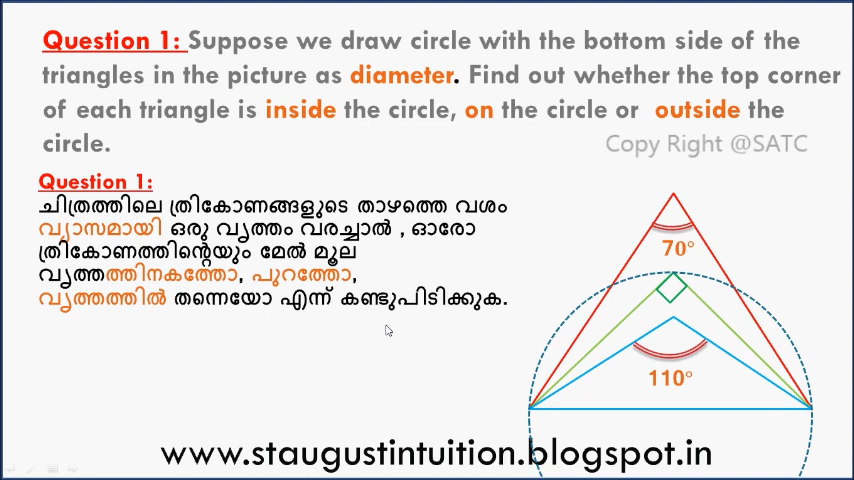 Question 1: Suppose we draw circle with the bottom side of the
triangles in the picture as diameter. Find out whether the top corner
of each triangle is inside the circle, on the circle or outside the
circle.
Copy Right @SATC
Question 1:
ചിത്രത്തിലെ ത്രികോണങ്ങളുടെ താഴത്തെ വശം
വ്യാസമായി ഒരു വൃത്തം വരച്ചാൽ , ഓരോ
ത്രികോണത്തിന്റെയും മേൽ മൂല
വൃത്തത്തിനകത്തോ, പുറത്തോ,
വൃത്തത്തിൽ തന്നെയോ എന്ന് കണ്ടുപിടിക്കുക.
70°
110°
www.staugustintuition.blogspot.in